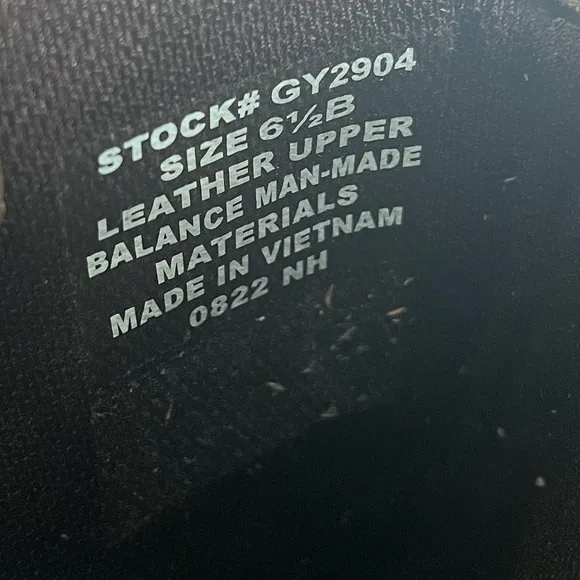 STOCK# GY2904
SIZE 6½B
LEATHER UPPER
BALANCE MAN-MADE
MATERIALS
MADE IN VIETNAM
0822 NH